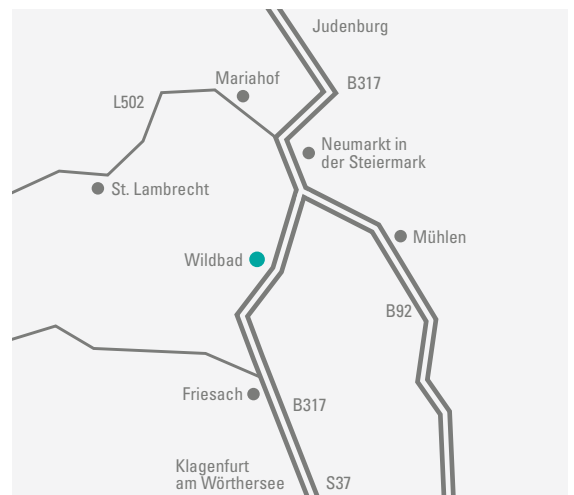 Judenburg
Mariahof
B317
L502
Neumarkt in
der Steiermark
St. Lambrecht
Mühlen
Wildbad
B92
Friesach
B317
Klagenfurt
am Wörthersee
S37